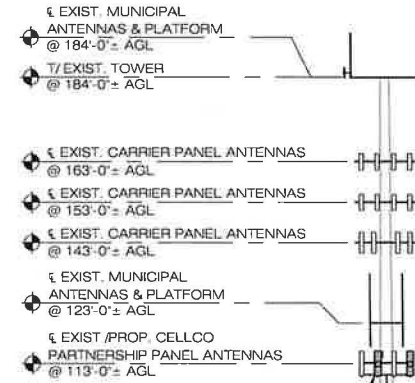 ℄ EXIST. MUNICIPAL
ANTENNAS & PLATFORM
@ 184'-0"± AGL
T/ EXIST. TOWER
@ 184'-0"± AGL
℄ EXIST. CARRIER PANEL ANTENNAS
@ 163'-0"± AGL
℄ EXIST. CARRIER PANEL ANTENNAS
@ 153'-0"± AGL
℄ EXIST. CARRIER PANEL ANTENNAS
@ 143'-0"± AGL
℄ EXIST. MUNICIPAL
ANTENNAS & PLATFORM
@ 123'-0"± AGL
℄ EXIST /PROP. CELLCO
PARTNERSHIP PANEL ANTENNAS
@ 113'-0"± AGL